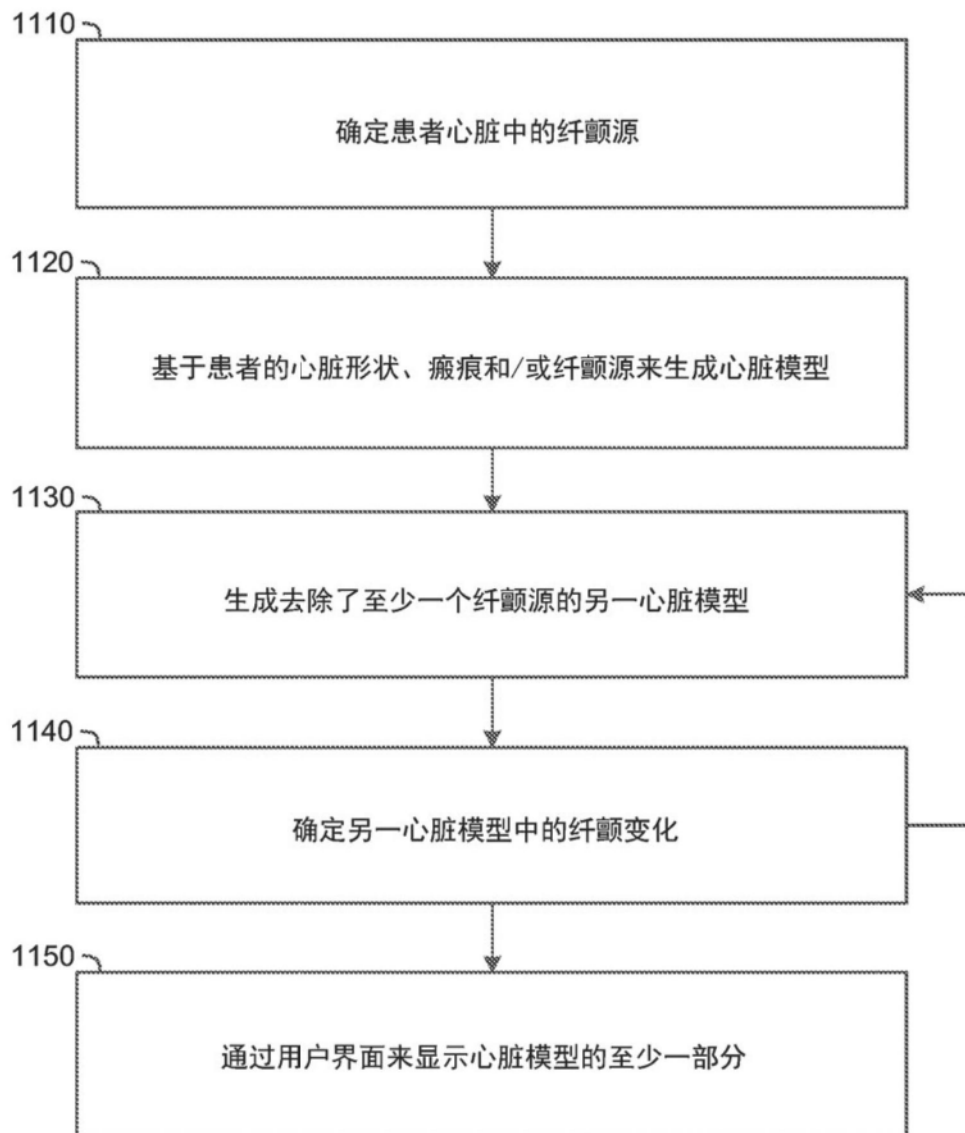 1110
确定患者心脏中的纤颤源
1120
基于患者的心脏形状、瘢痕和/或纤颤源来生成心脏模型
1130
生成去除了至少一个纤颤源的另一心脏模型
1140
确定另一心脏模型中的纤颤变化
1150
通过用户界面来显示心脏模型的至少一部分